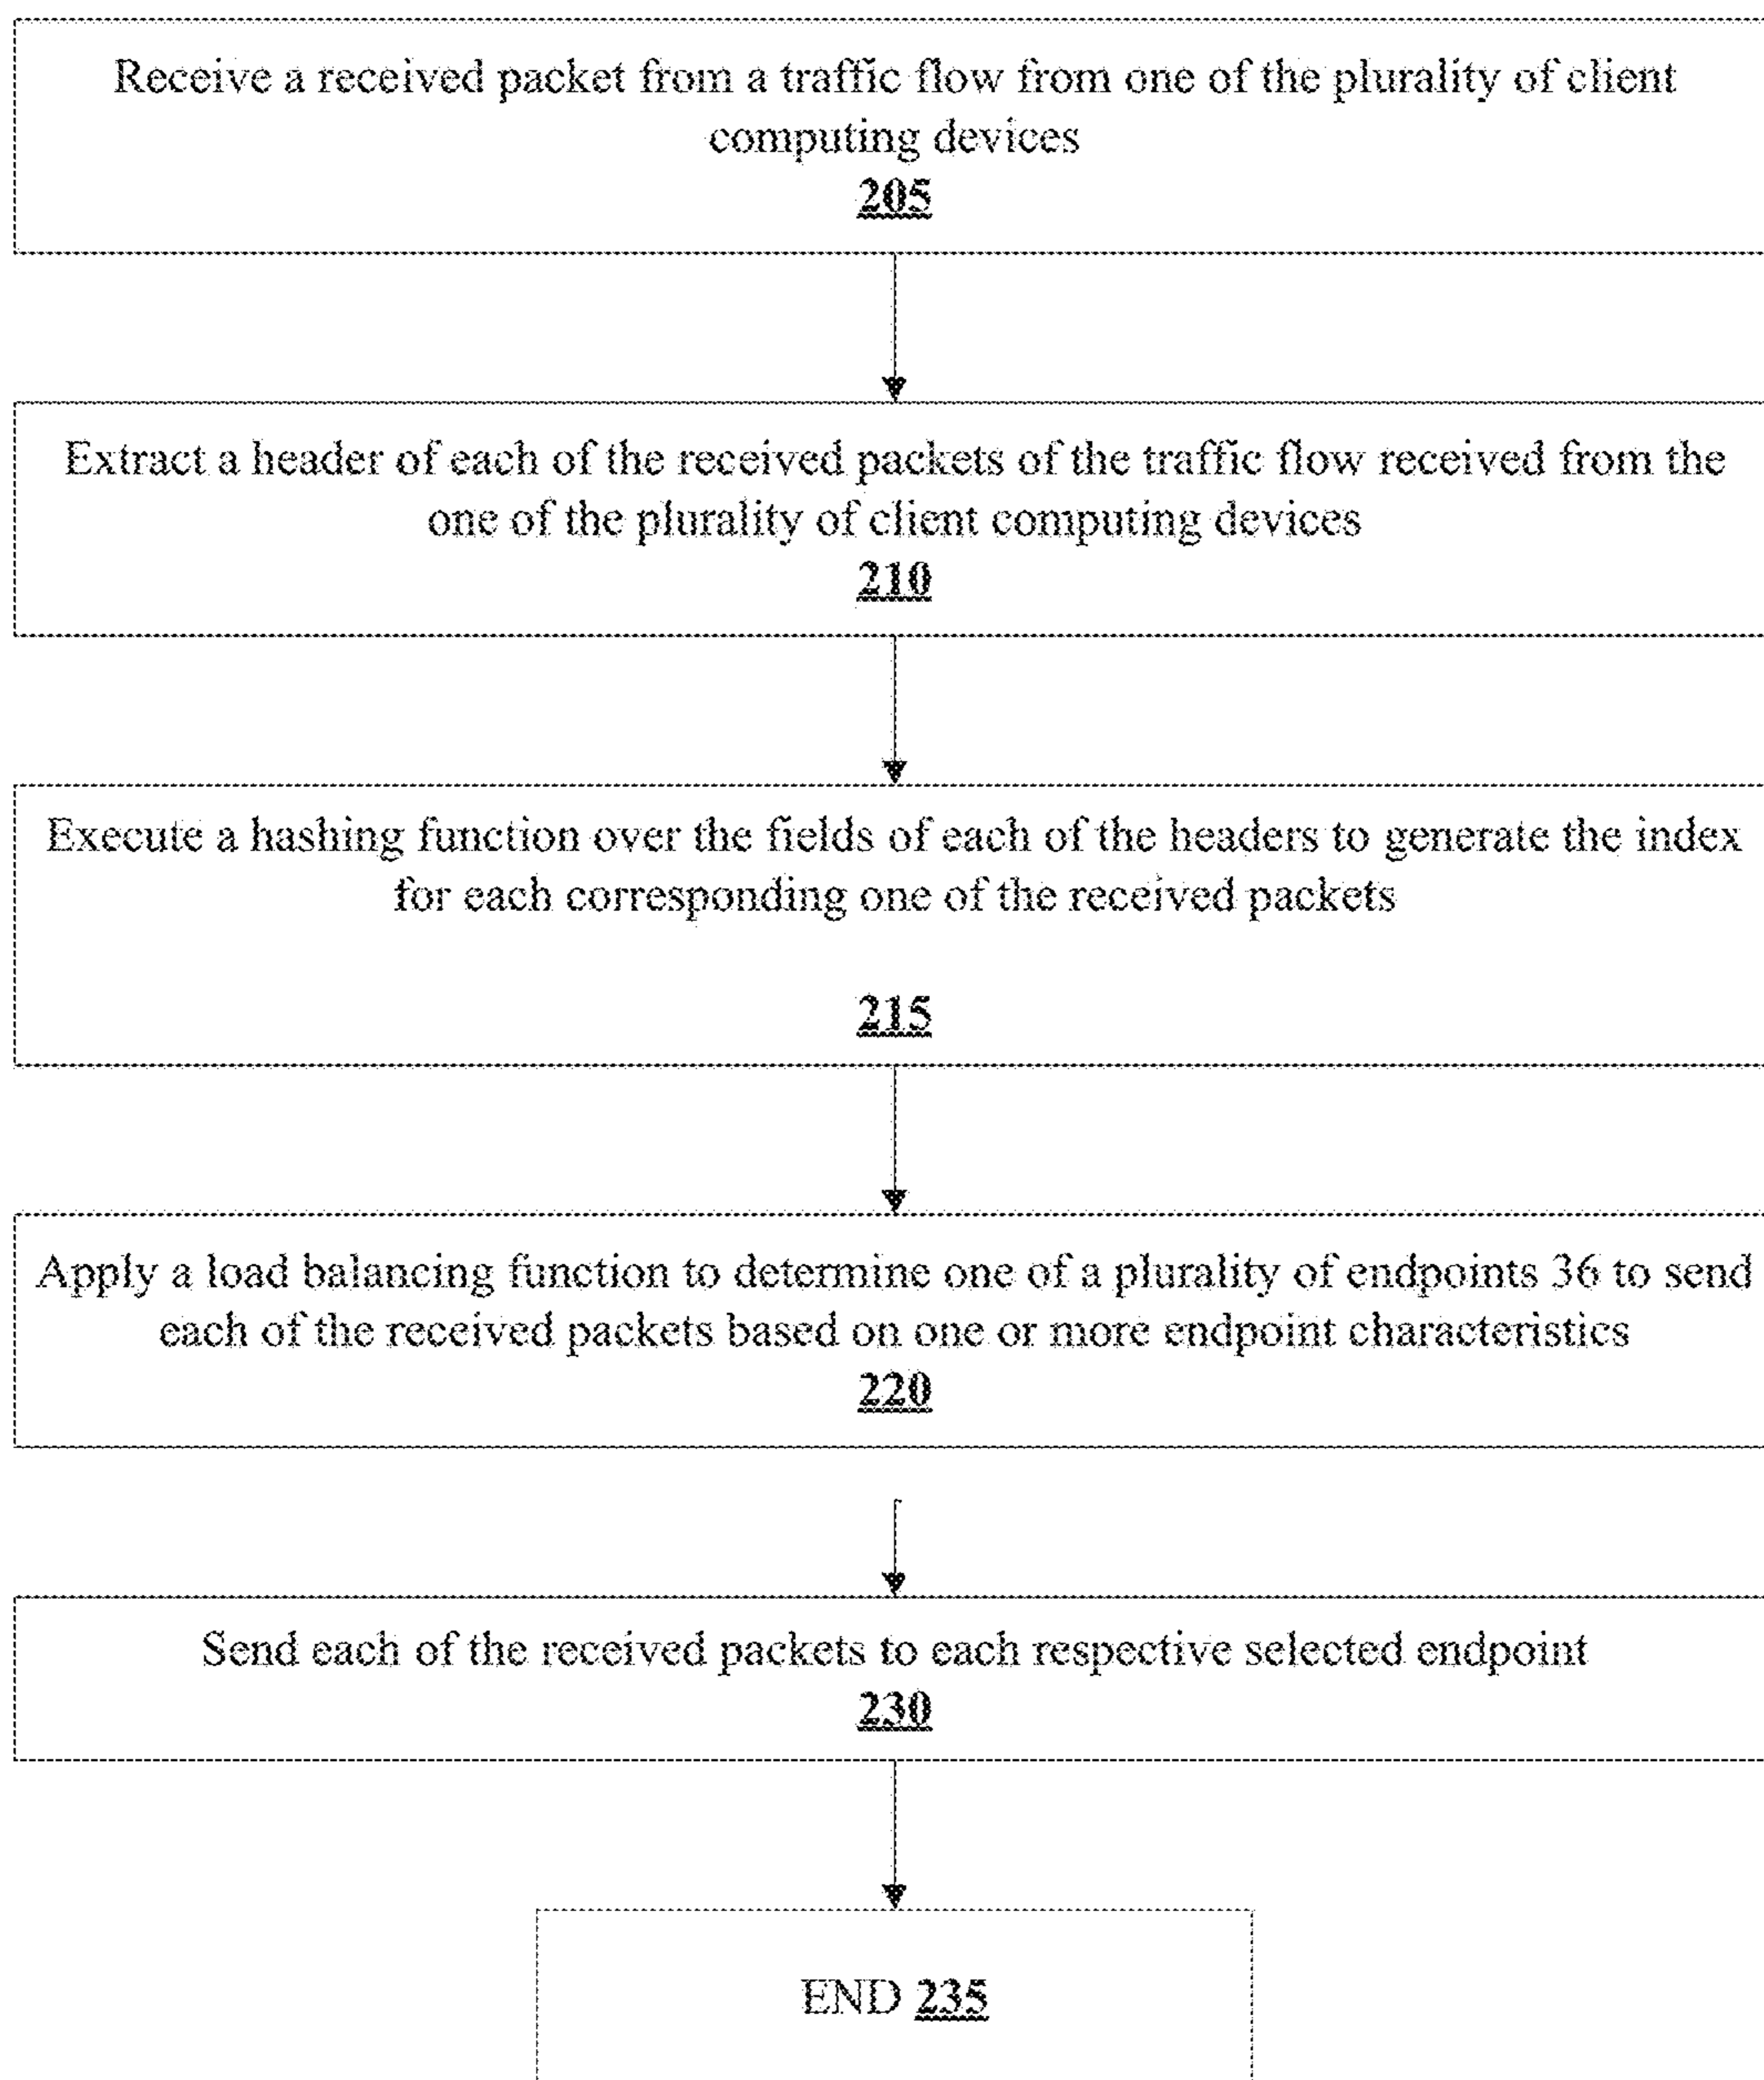 Receive a received packet from a traffic flow from one of the plurality of client
computing devices
205
Extract a header of each of the received packets of the traffic flow received from the
one of the plurality of client computing devices
210
Execute a hashing function over the fields of each of the headers to generate the index
for each corresponding one of the received packets
215
Apply a load balancing function to determine one of a plurality of endpoints 36 to send
each of the received packets based on one or more endpoint characteristics
220
Send each of the received packets to each respective selected endpoint
230
END 235